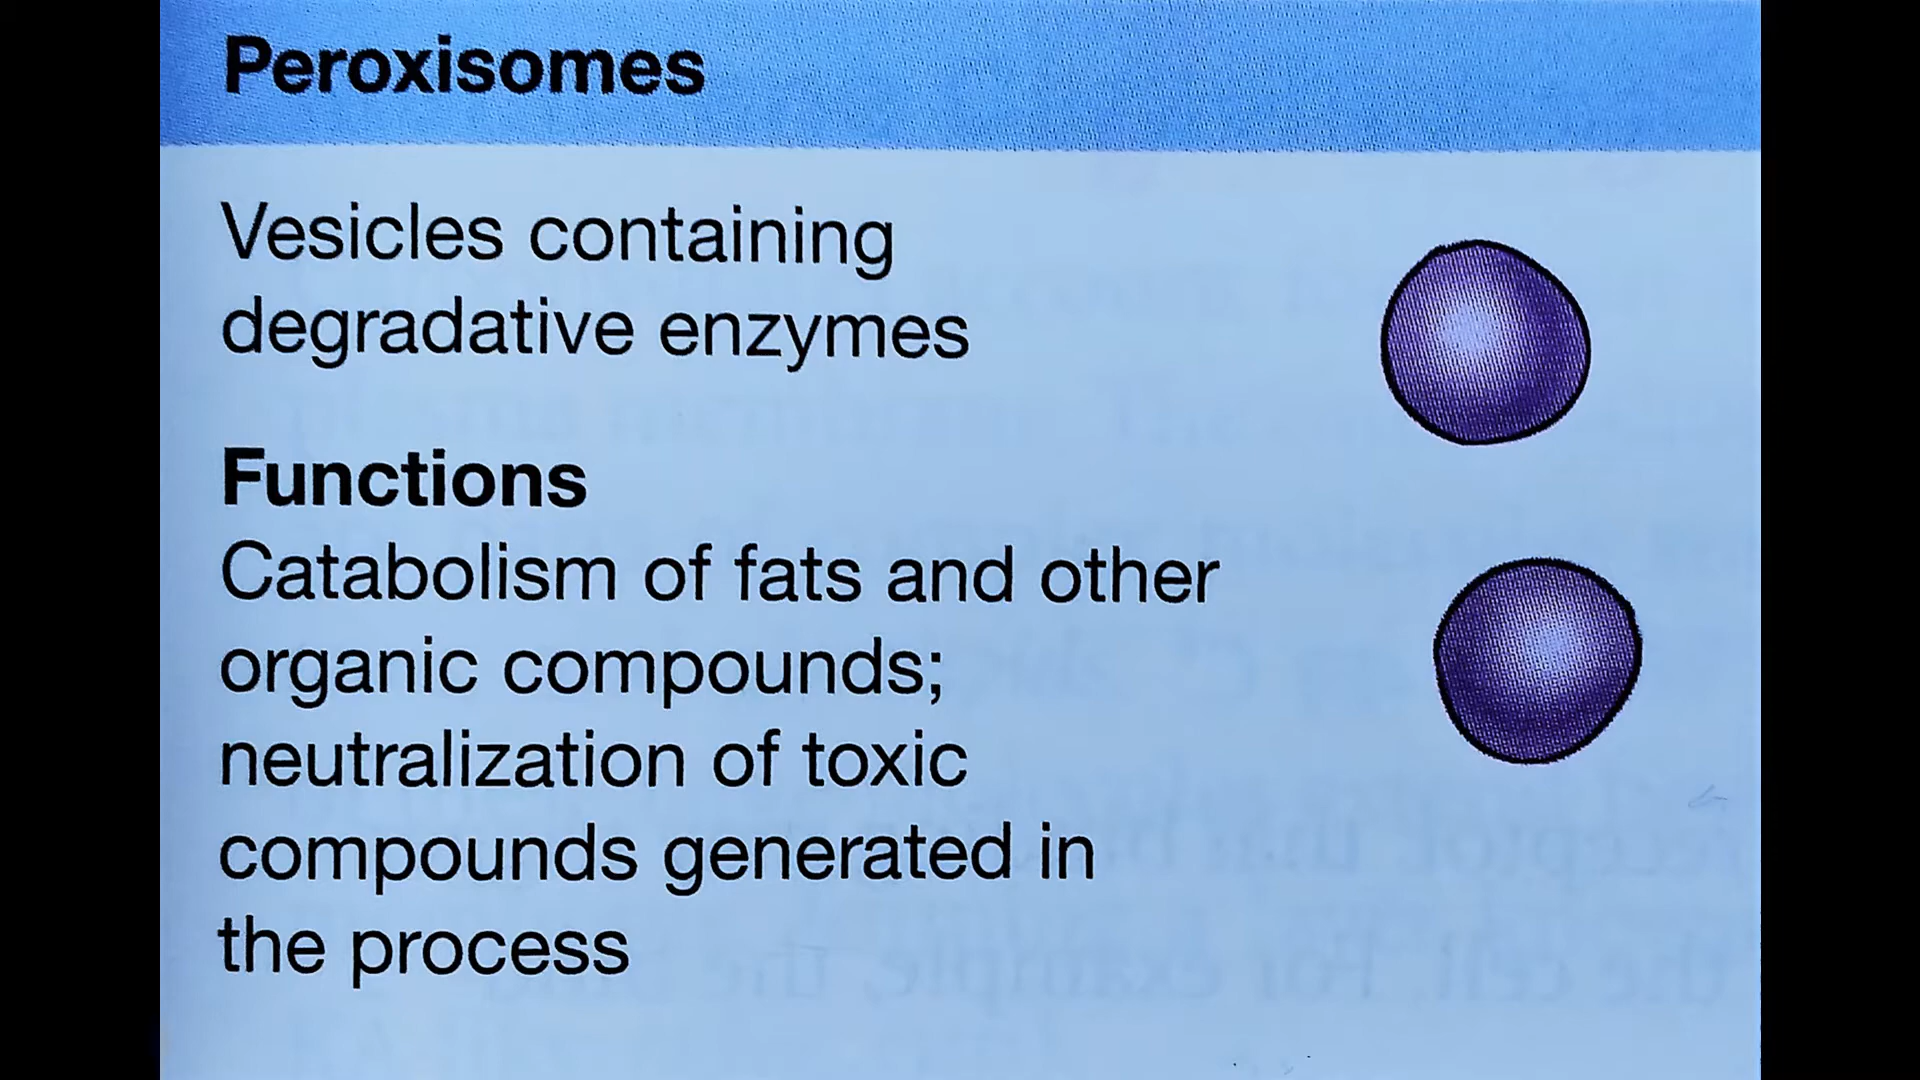 Peroxisomes
Vesicles containing
degradative enzymes
Functions
Catabolism of fats and other
organic compounds;
neutralization of toxic
compounds generated in
the process